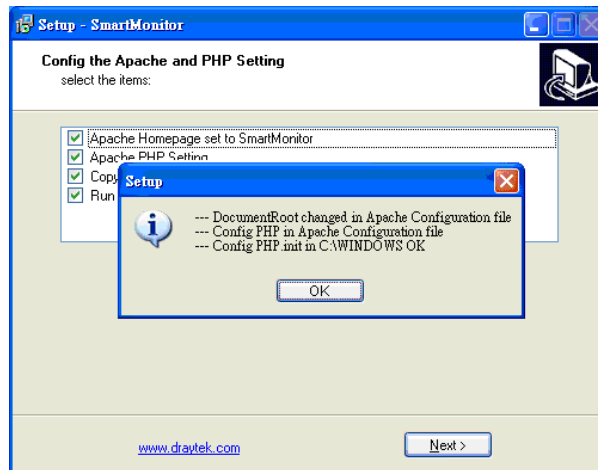 Setup - SmartMonitor
Config the Apache and PHP Setting
select the items:
Apache Homepage set to SmartMonitor
Apache PHP Setting
Copy
Run
Setup
--- DocumentRoot changed in Apache Configuration file
--- Config PHP in Apache Configuration file
--- Config PHP.init in C:\WINDOWS OK
OK
www.draytek.com
Next >